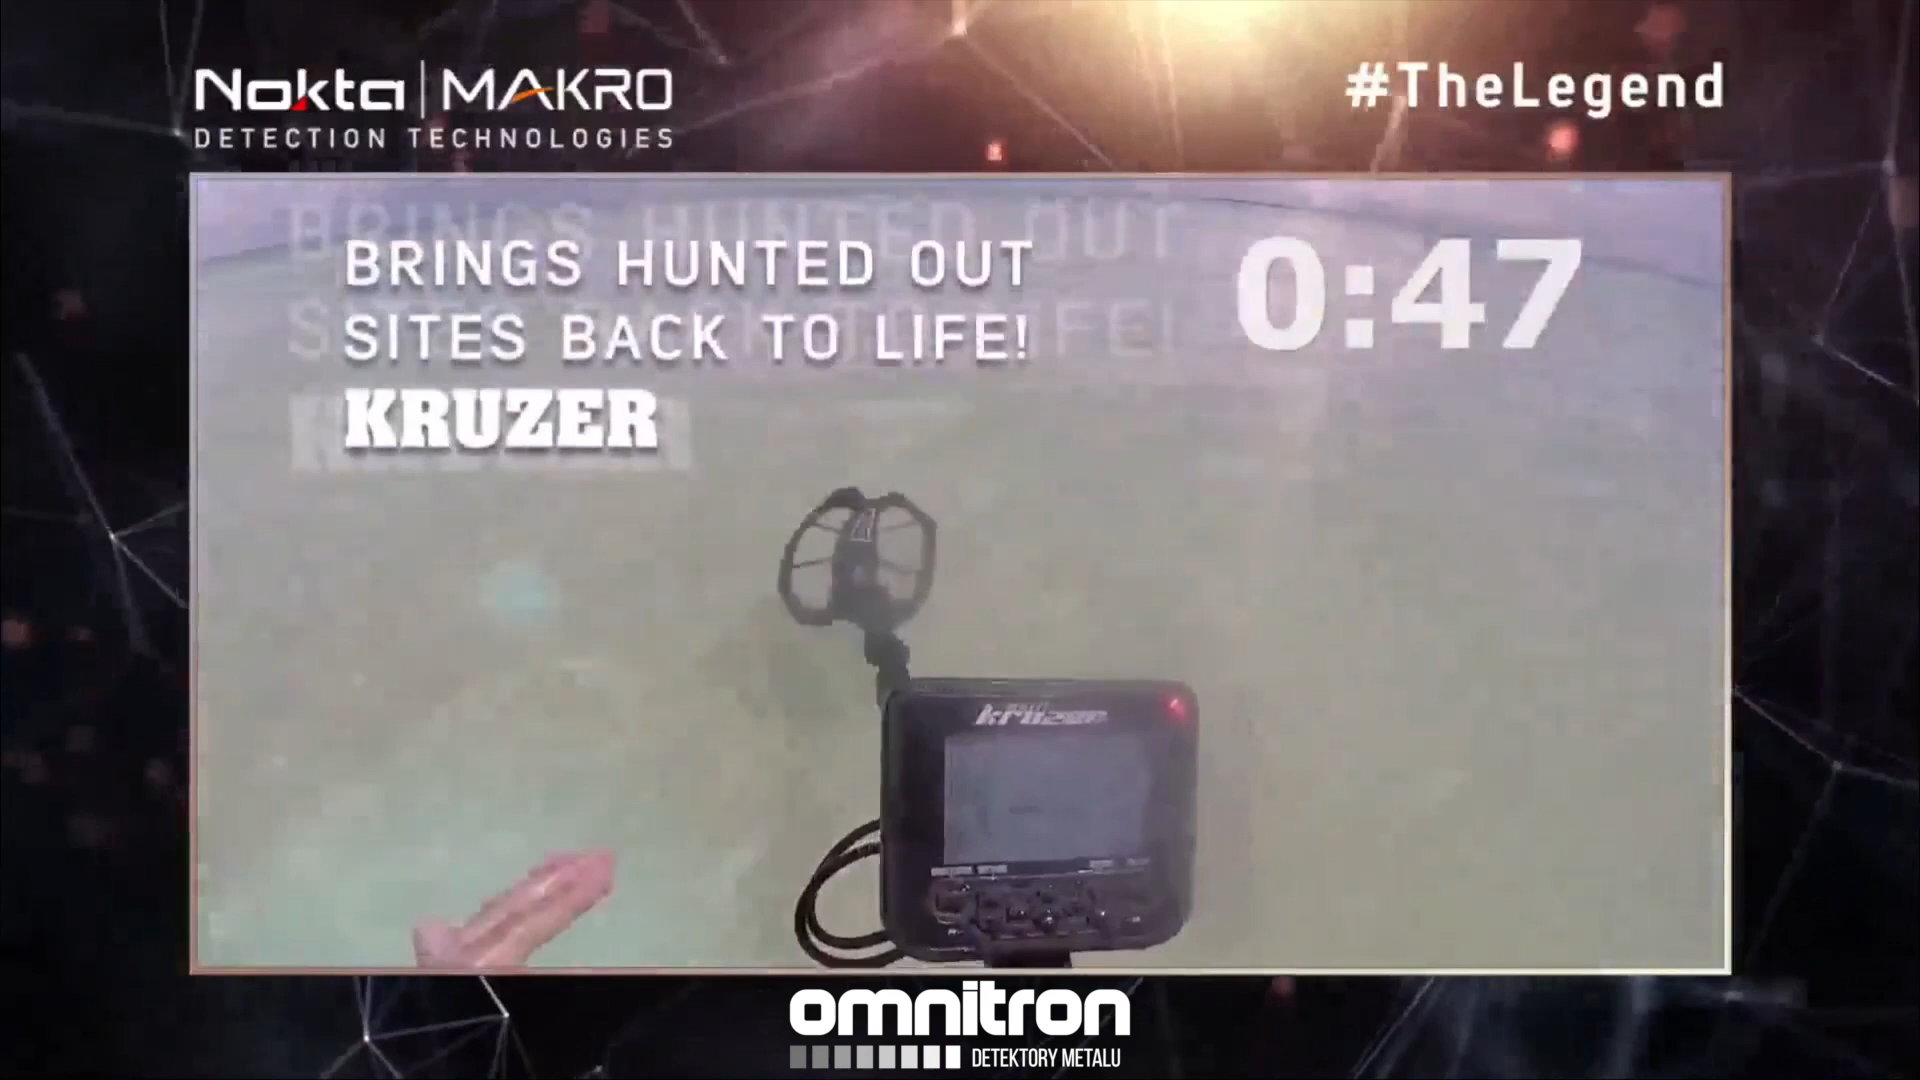 Nokta MAKRO
DETECTION TECHNOLOGIES
#TheLegend
BRINGS HUNTED OUT
SITES BACK TO LIFE!
KRUZER
0:47
kruzer
omnitron
DETEKTORY METALU